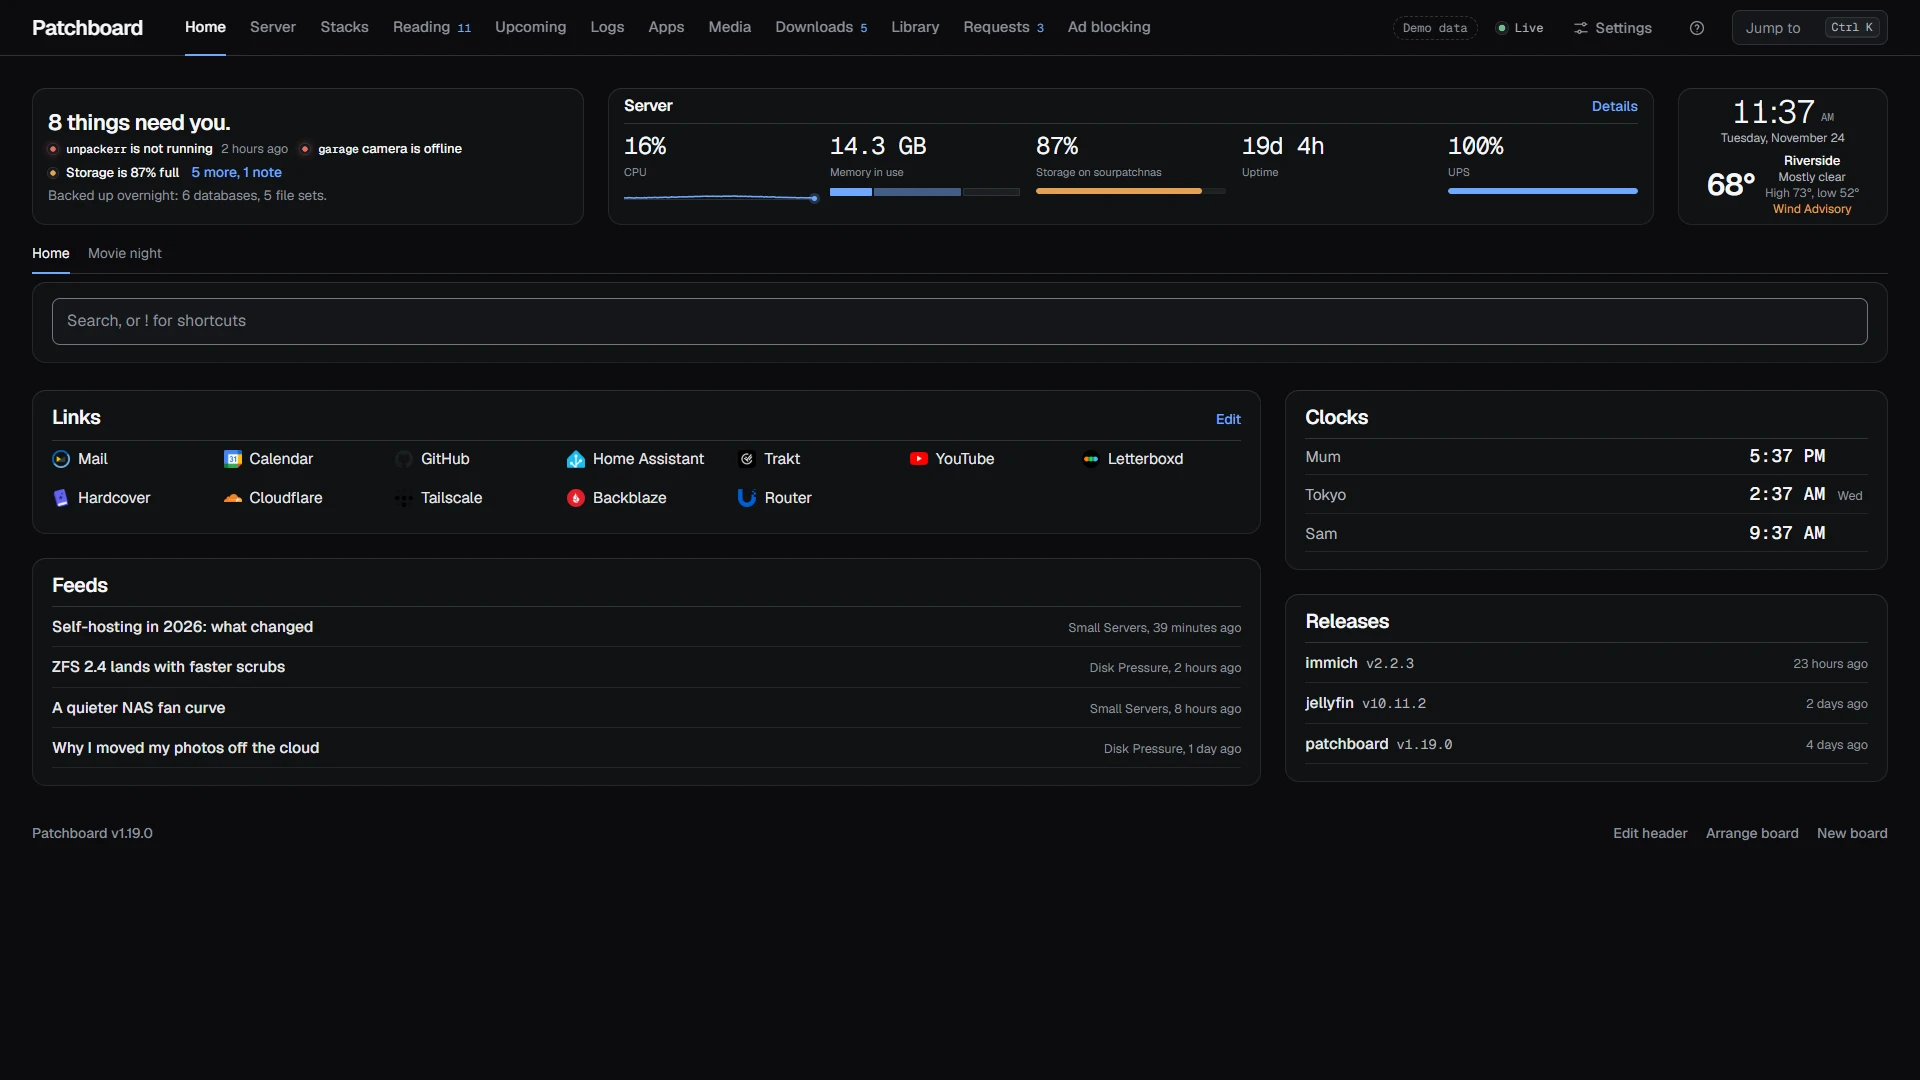 Patchboard Home Server Stacks Reading 11 Upcoming Logs Apps Media Downloads 5 Library Requests 3 Ad blocking Demo data Live Settings Jump to Ctrl K
8 things need you.
unpackerr is not running 2 hours ago garage camera is offline
Storage is 87% full 5 more, 1 note
Backed up overnight: 6 databases, 5 file sets.
Server Details
16% 14.3 GB 87% 19d 4h 100%
CPU Memory in use Storage on sourpatchnas Uptime UPS
11:37 AM
Tuesday, November 24
68°
Riverside
Mostly clear
High 73°, low 52°
Wind Advisory
Home Movie night
Search, or ! for shortcuts
Links Edit
Mail Calendar GitHub Home Assistant Trakt YouTube Letterboxd
Hardcover Cloudflare Tailscale Backblaze Router
Clocks
Mum 5:37 PM
Tokyo 2:37 AM Wed
Sam 9:37 AM
Feeds
Self-hosting in 2026: what changed Small Servers, 39 minutes ago
ZFS 2.4 lands with faster scrubs Disk Pressure, 2 hours ago
A quieter NAS fan curve Small Servers, 8 hours ago
Why I moved my photos off the cloud Disk Pressure, 1 day ago
Releases
immich v2.2.3 23 hours ago
jellyfin v10.11.2 2 days ago
patchboard v1.19.0 4 days ago
Patchboard v1.19.0 Edit header Arrange board New board